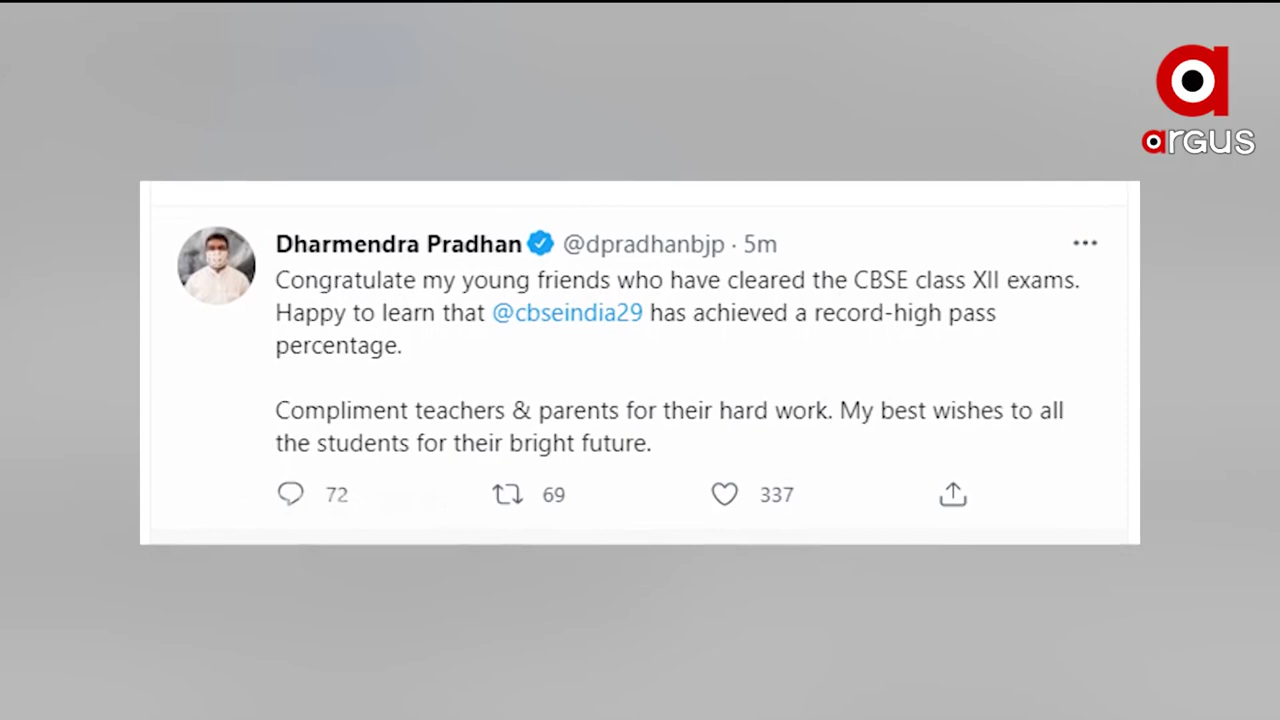 argus
Dharmendra Pradhan @dpradhanbjp · 5m
Congratulate my young friends who have cleared the CBSE class XII exams.
Happy to learn that @cbseindia29 has achieved a record-high pass
percentage.
Compliment teachers & parents for their hard work. My best wishes to all
the students for their bright future.
72 69 337